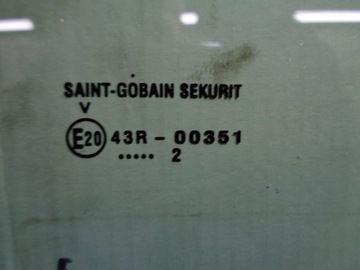 SAINT-GOBAIN SEKURIT
V
E20 43R - 00351
..... 2